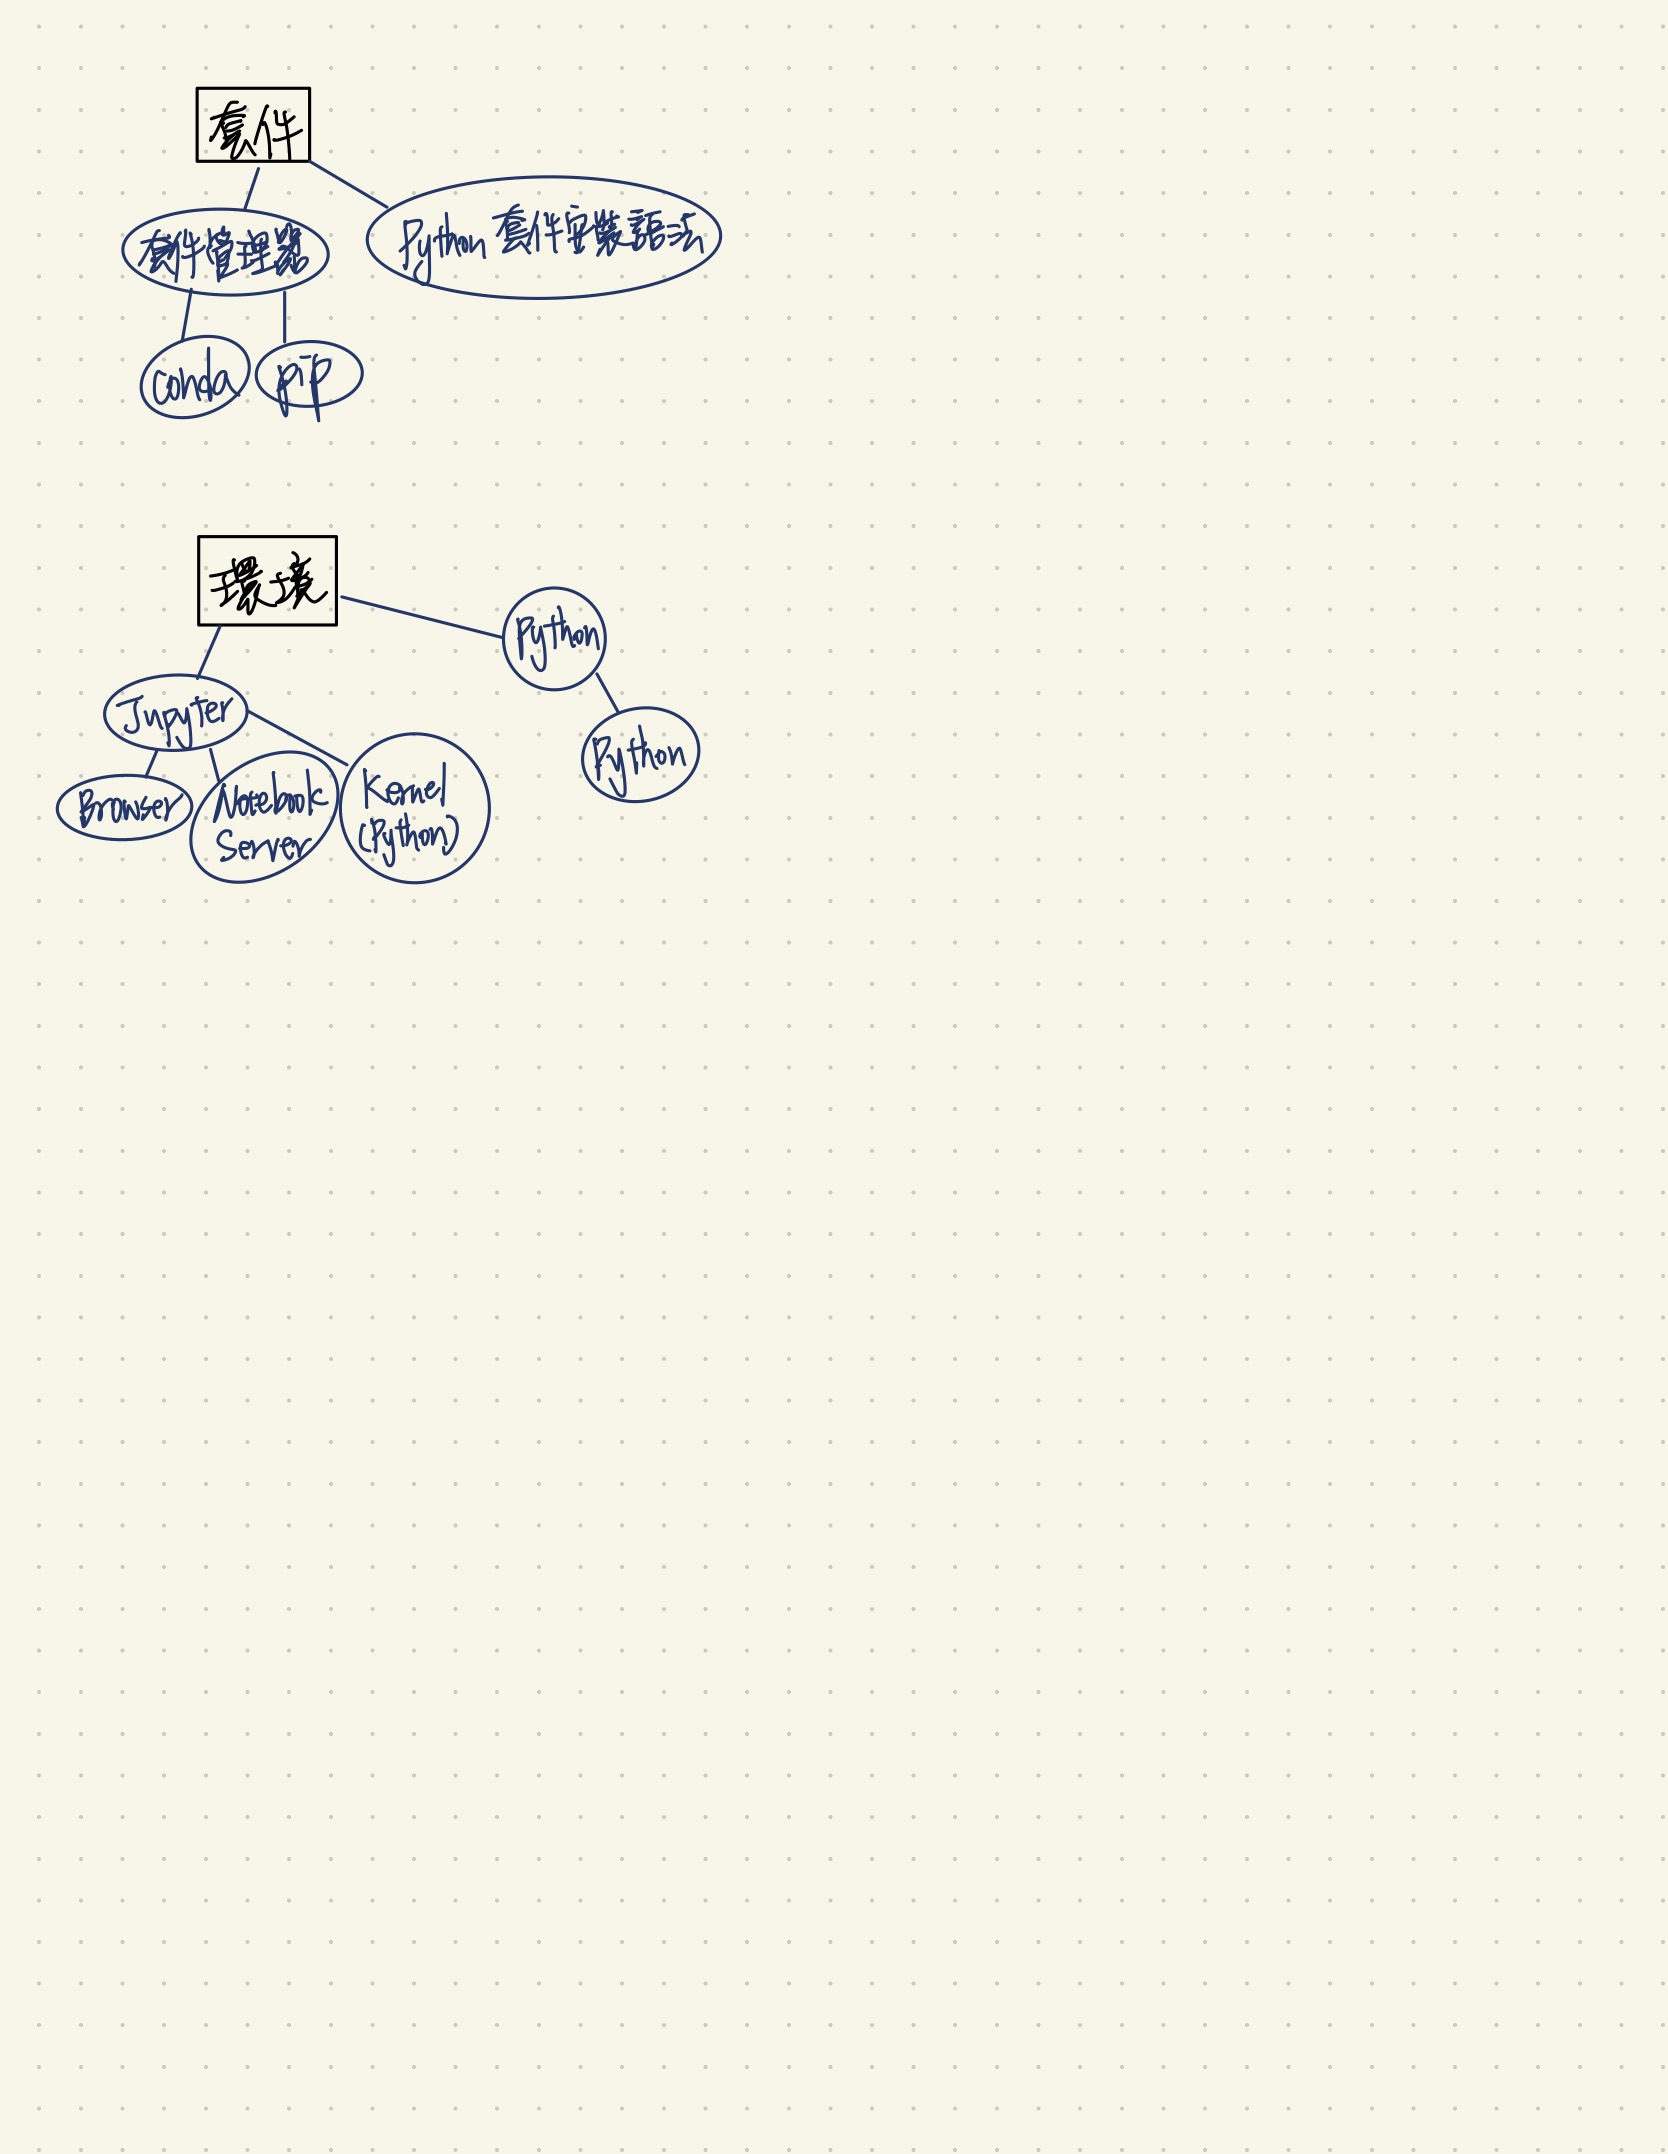 套件
套件管理器
Python 套件安裝語法
conda
pip
環境
Python
Jupyter
Python
Browser
Notebook
Server
Kernel
(Python)